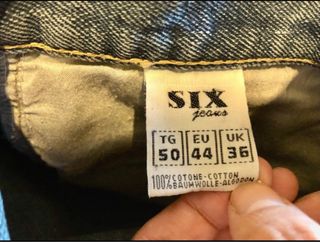 SIX
jeans
TG EU UK
50 44 36
100% COTONE-COTTON
BAUMWOLLE-ALGODON